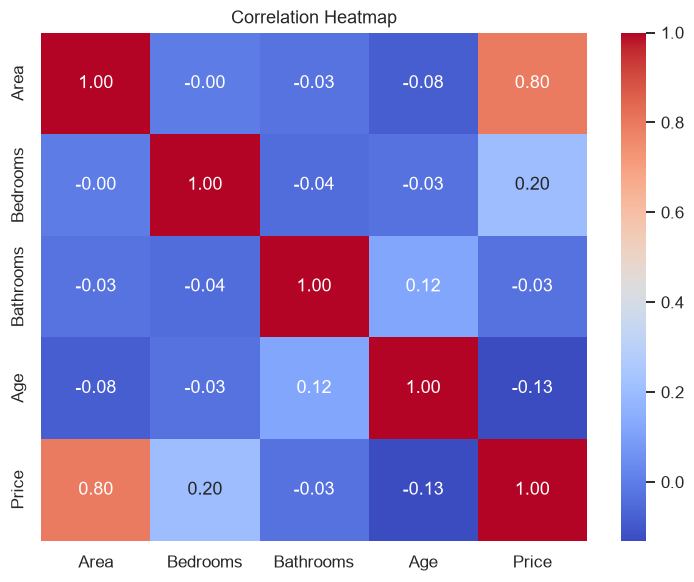 Correlation Heatmap
Area 1.00 -0.00 -0.03 -0.08 0.80
Bedrooms -0.00 1.00 -0.04 -0.03 0.20
Bathrooms -0.03 -0.04 1.00 0.12 -0.03
Age -0.08 -0.03 0.12 1.00 -0.13
Price 0.80 0.20 -0.03 -0.13 1.00
Area Bedrooms Bathrooms Age Price
1.0
0.8
0.6
0.4
0.2
0.0